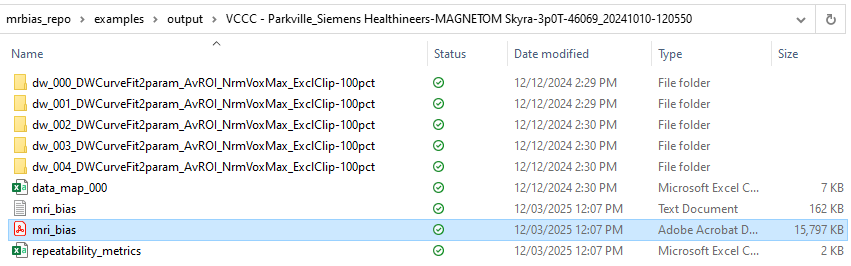 mrbias_repo > examples > output > VCCC - Parkville_Siemens Healthineers-MAGNETOM Skyra-3p0T-46069_20241010-120550
Name Status Date modified Type Size
dw_000_DWCurveFit2param_AvROI_NrmVoxMax_ExclClip-100pct 12/12/2024 2:29 PM File folder
dw_001_DWCurveFit2param_AvROI_NrmVoxMax_ExclClip-100pct 12/12/2024 2:29 PM File folder
dw_002_DWCurveFit2param_AvROI_NrmVoxMax_ExclClip-100pct 12/12/2024 2:30 PM File folder
dw_003_DWCurveFit2param_AvROI_NrmVoxMax_ExclClip-100pct 12/12/2024 2:30 PM File folder
dw_004_DWCurveFit2param_AvROI_NrmVoxMax_ExclClip-100pct 12/12/2024 2:30 PM File folder
data_map_000 12/12/2024 2:30 PM Microsoft Excel C... 7 KB
mri_bias 12/03/2025 12:07 PM Text Document 162 KB
mri_bias 12/03/2025 12:07 PM Adobe Acrobat D... 15,797 KB
repeatability_metrics 12/03/2025 12:07 PM Microsoft Excel C... 2 KB